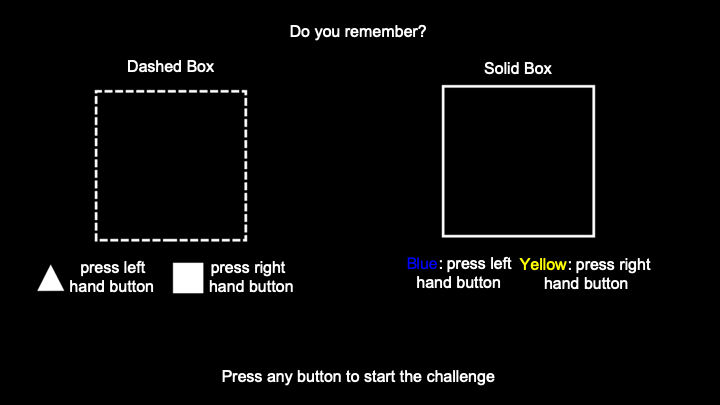 Do you remember?
Dashed Box
Solid Box
press left
hand button
press right
hand button
Blue: press left
hand button
Yellow: press right
hand button
Press any button to start the challenge